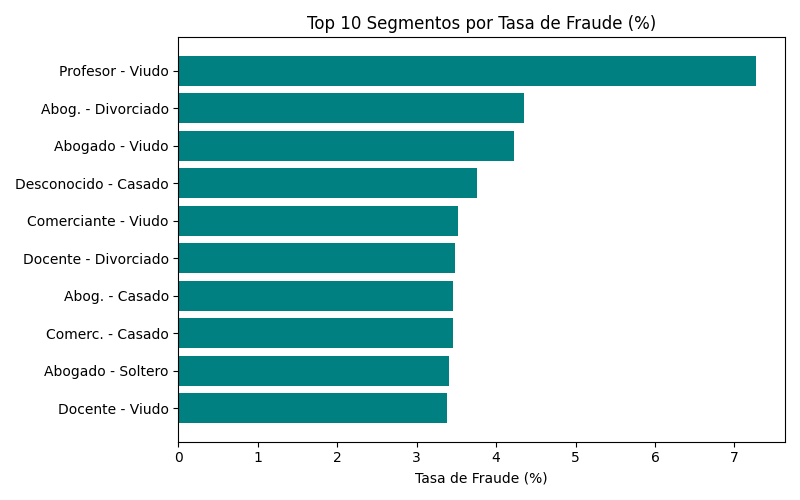 Top 10 Segmentos por Tasa de Fraude (%)
Profesor - Viudo
Abog. - Divorciado
Abogado - Viudo
Desconocido - Casado
Comerciante - Viudo
Docente - Divorciado
Abog. - Casado
Comerc. - Casado
Abogado - Soltero
Docente - Viudo
0 1 2 3 4 5 6 7
Tasa de Fraude (%)